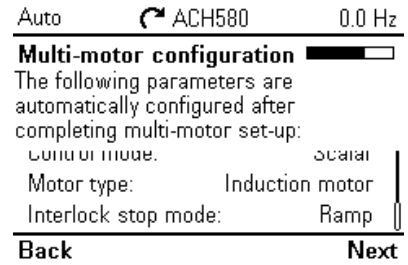 Auto ACH580 0.0 Hz
Multi-motor configuration
The following parameters are
automatically configured after
completing multi-motor set-up:
Control mode: Scalar
Motor type: Induction motor
Interlock stop mode: Ramp
Back Next